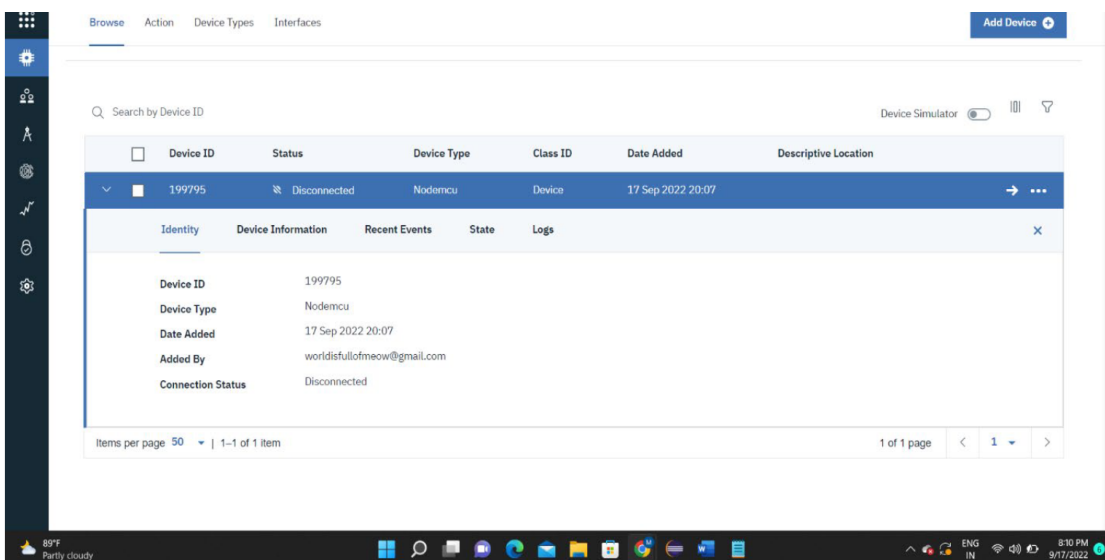 Browse Action Device Types Interfaces Add Device
Search by Device ID Device Simulator
Device ID Status Device Type Class ID Date Added Descriptive Location
199795 Disconnected Nodemcu Device 17 Sep 2022 20:07
Identity Device Information Recent Events State Logs
Device ID 199795
Device Type Nodemcu
Date Added 17 Sep 2022 20:07
Added By worldisfullofmeow@gmail.com
Connection Status Disconnected
Items per page 50 | 1–1 of 1 item 1 of 1 page 1
89°F ENG 8:10 PM
Partly cloudy IN 9/17/2022